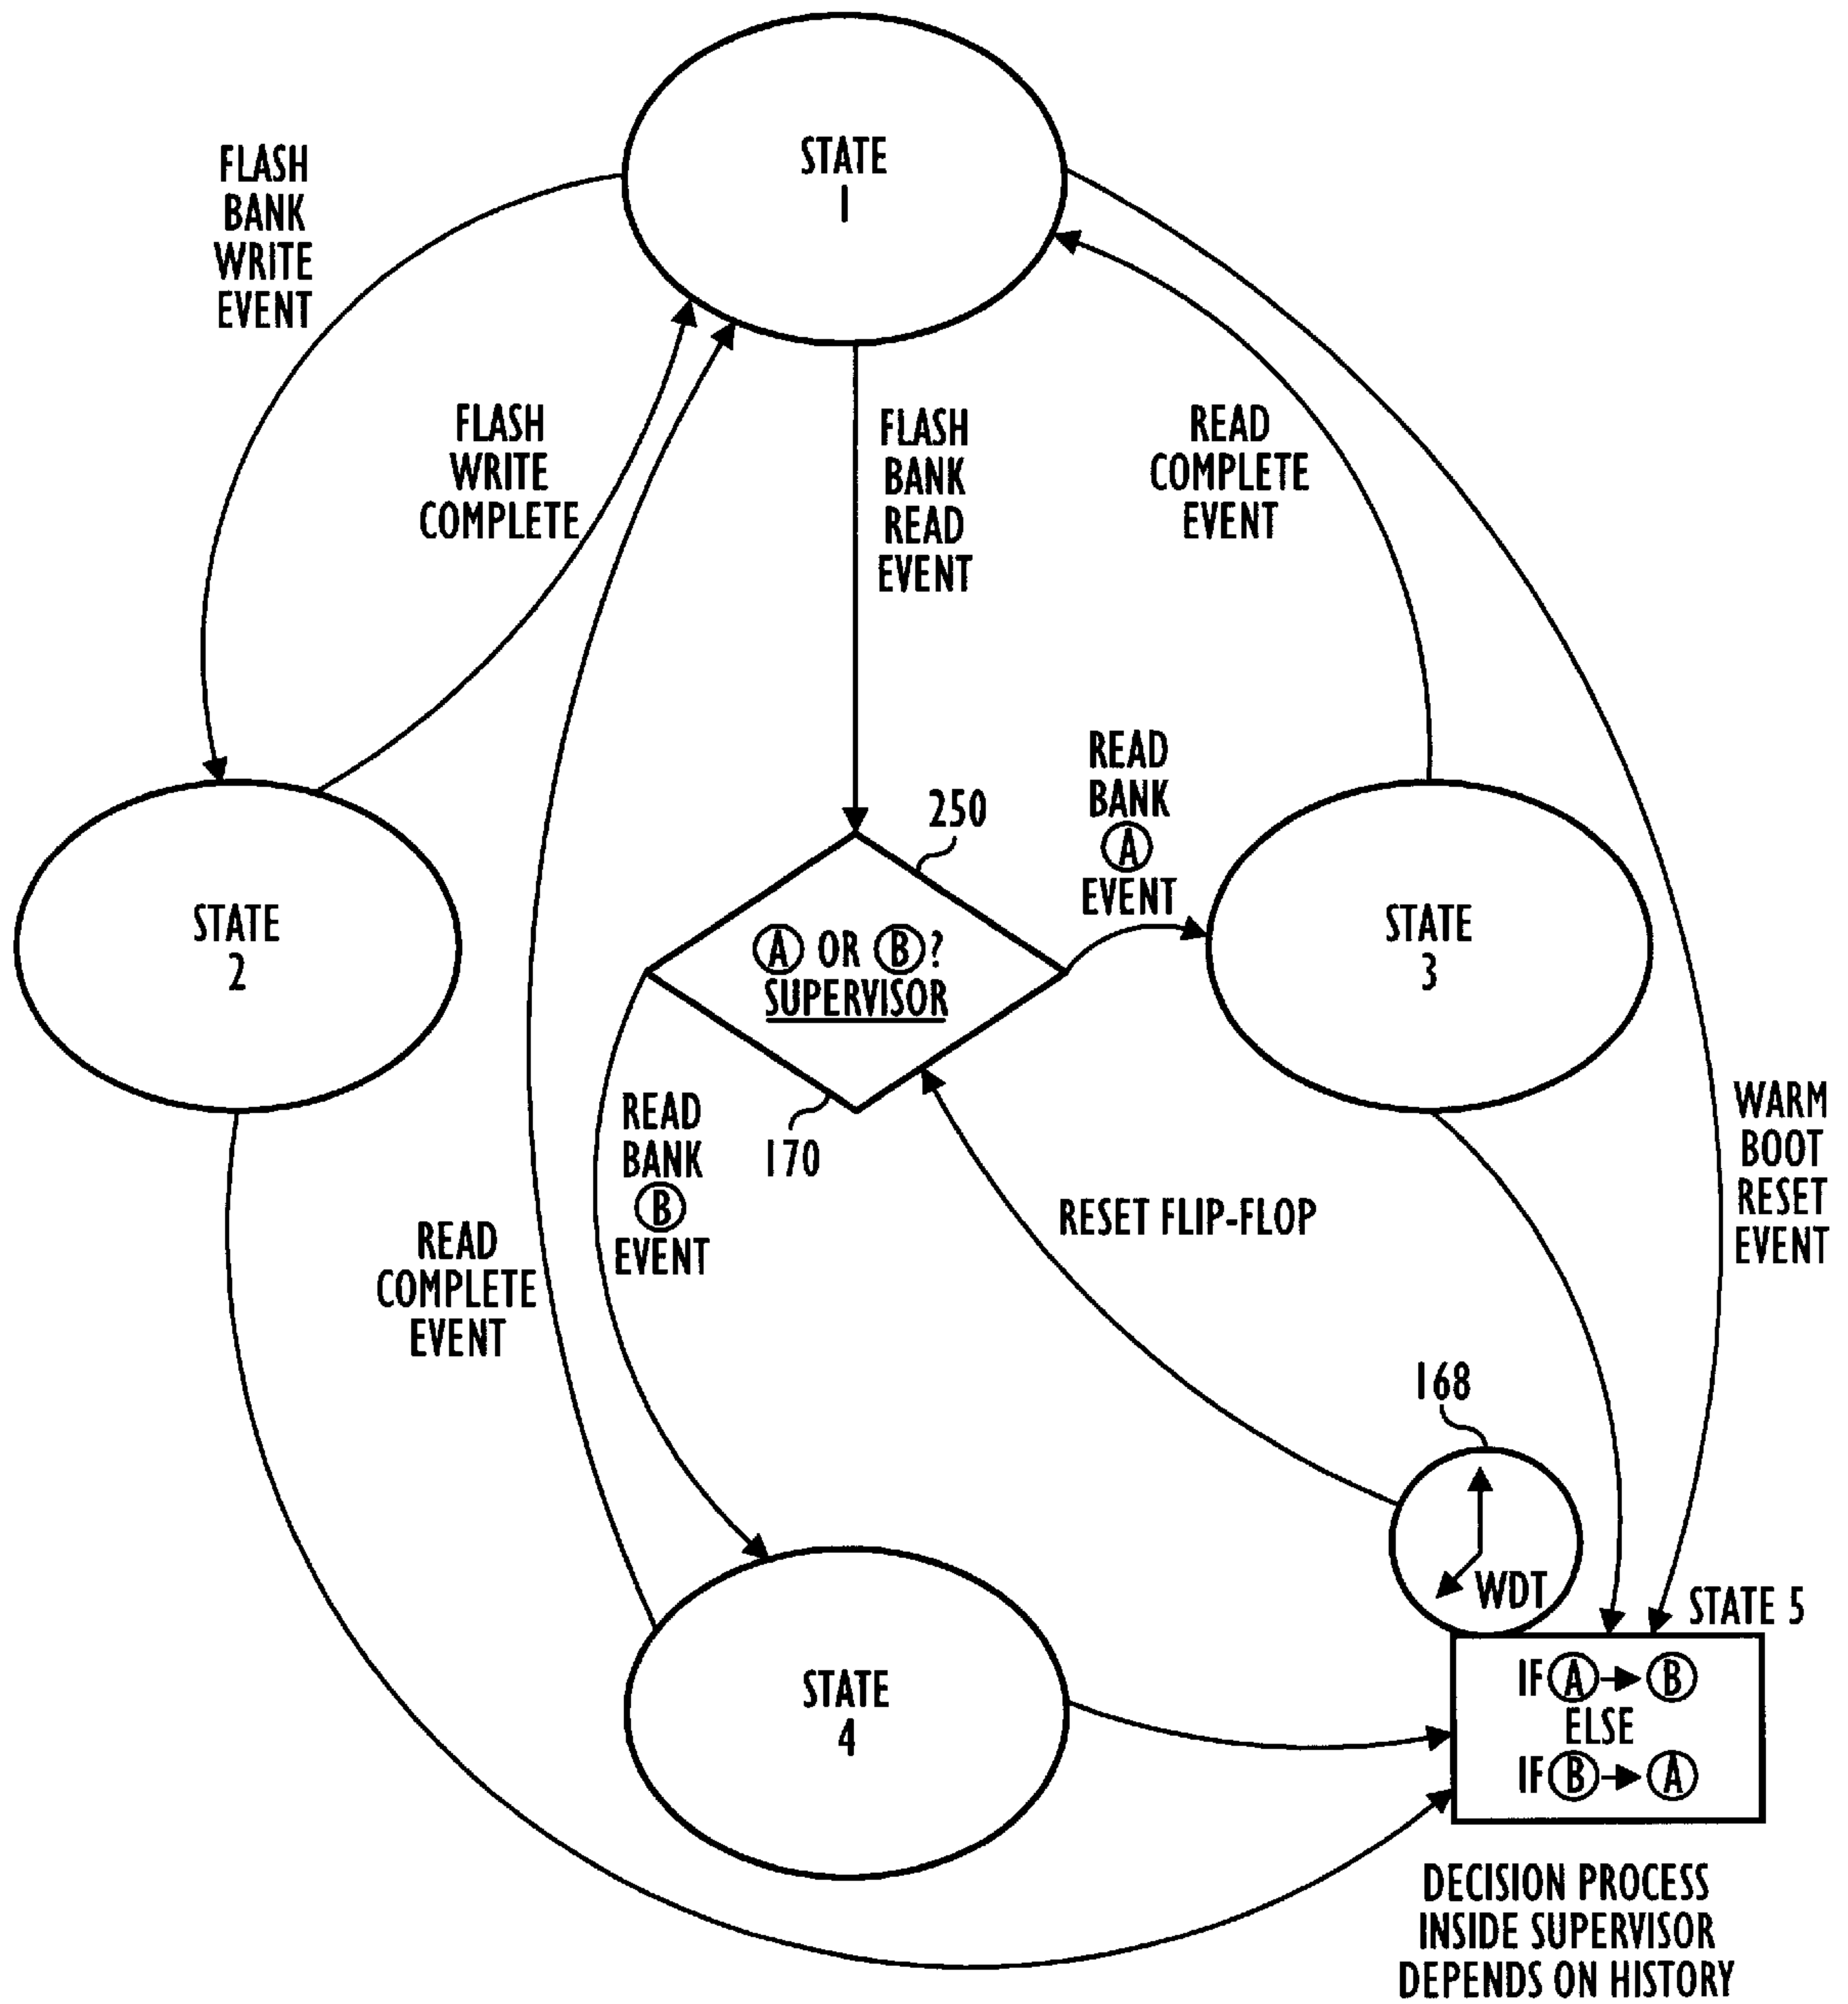 STATE
1
FLASH
BANK
WRITE
EVENT
FLASH
WRITE
COMPLETE
FLASH
BANK
READ
EVENT
READ
COMPLETE
EVENT
READ
BANK
A
EVENT
250
STATE
2
A OR B?
SUPERVISOR
STATE
3
170
READ
BANK
B
EVENT
WARM
BOOT
RESET
EVENT
RESET FLIP-FLOP
READ
COMPLETE
EVENT
168
WDT
STATE 5
IF A → B
ELSE
IF B → A
STATE
4
DECISION PROCESS
INSIDE SUPERVISOR
DEPENDS ON HISTORY